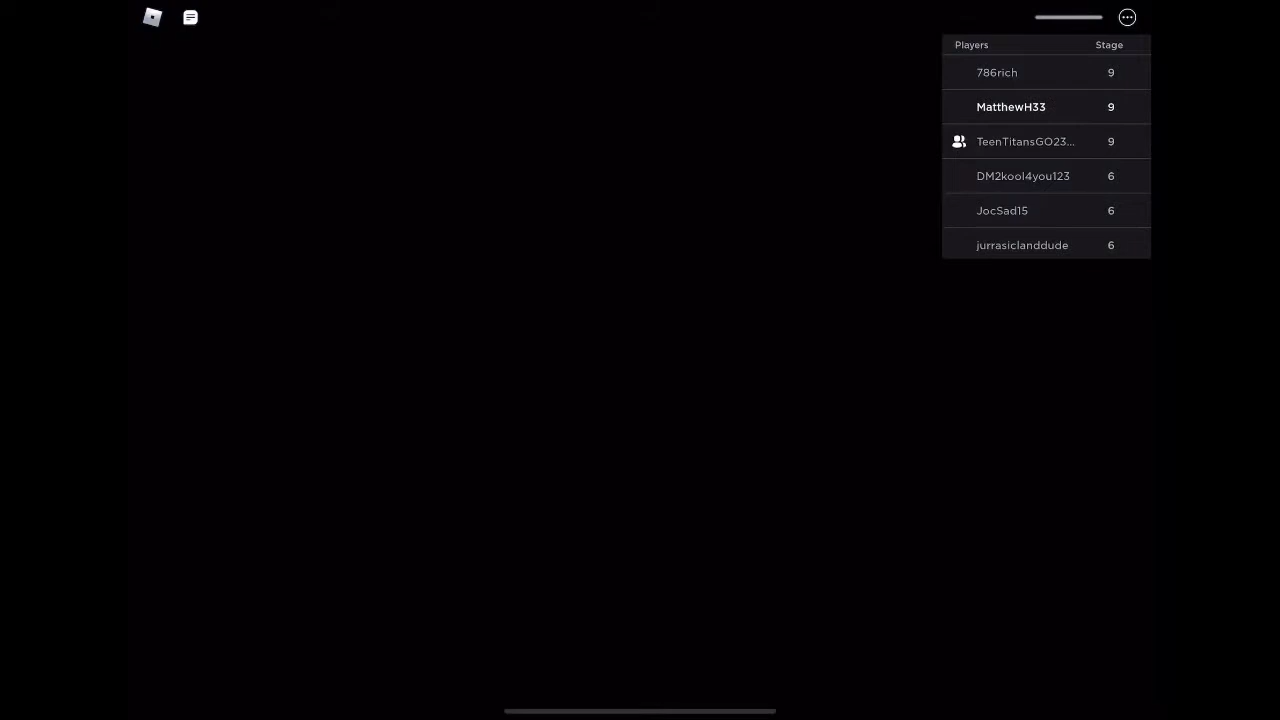 Players Stage
786rich 9
MatthewH33 9
TeenTitansGO23... 9
DM2kool4you123 6
JocSad15 6
jurrasiclanddude 6